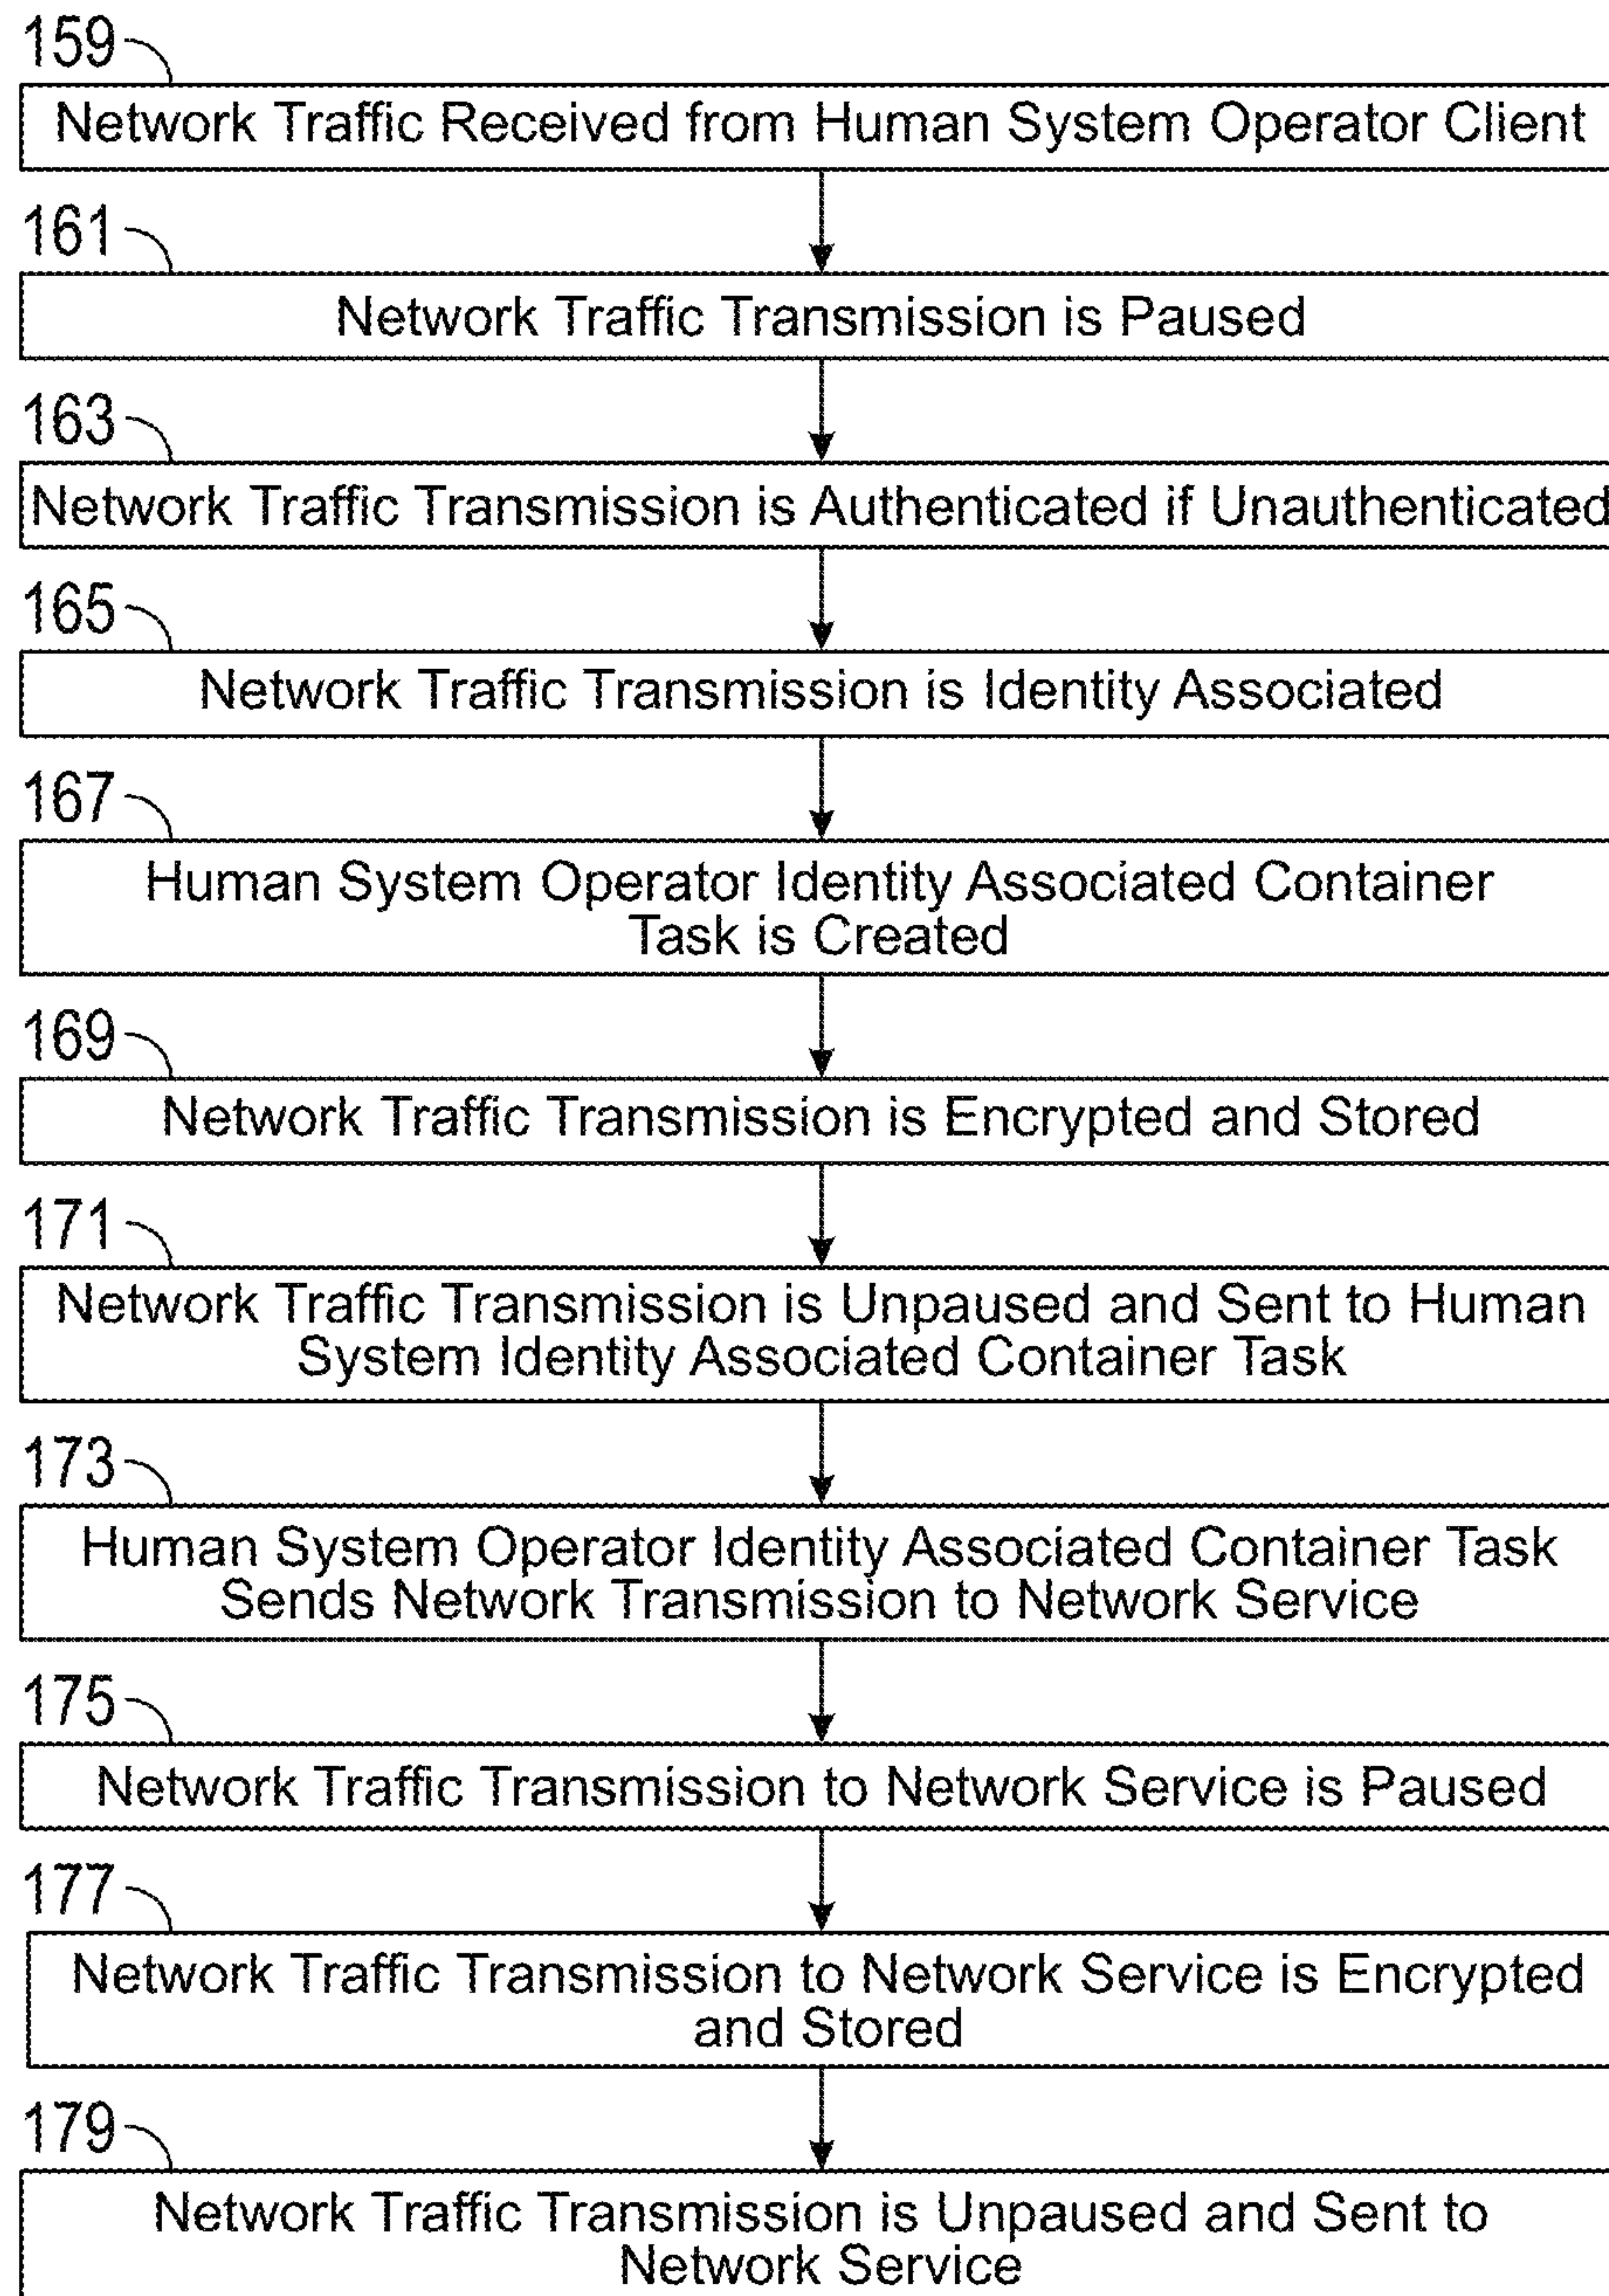 159
Network Traffic Received from Human System Operator Client
161
Network Traffic Transmission is Paused
163
Network Traffic Transmission is Authenticated if Unauthenticated
165
Network Traffic Transmission is Identity Associated
167
Human System Operator Identity Associated Container
Task is Created
169
Network Traffic Transmission is Encrypted and Stored
171
Network Traffic Transmission is Unpaused and Sent to Human
System Identity Associated Container Task
173
Human System Operator Identity Associated Container Task
Sends Network Transmission to Network Service
175
Network Traffic Transmission to Network Service is Paused
177
Network Traffic Transmission to Network Service is Encrypted
and Stored
179
Network Traffic Transmission is Unpaused and Sent to
Network Service